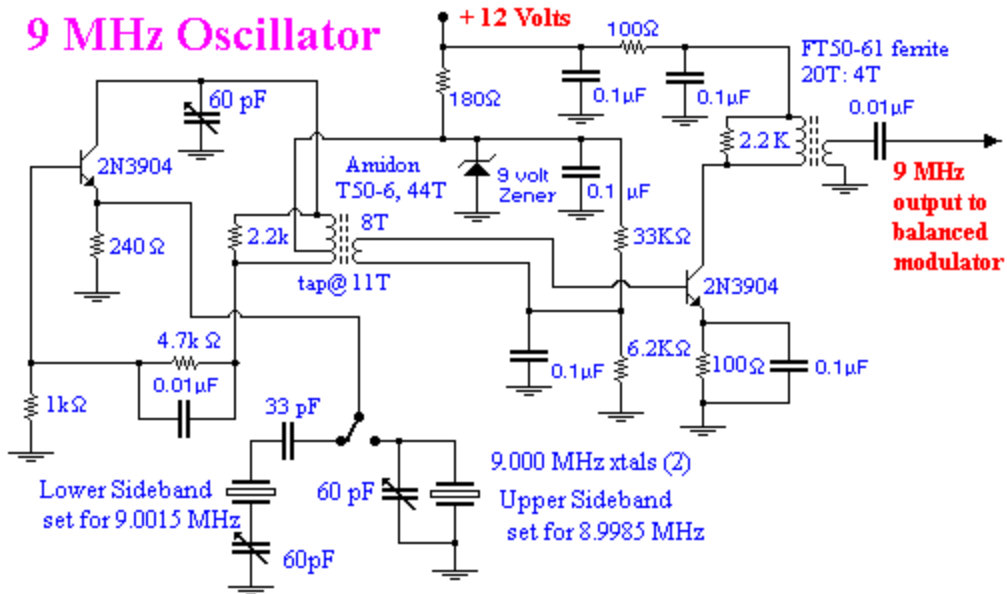 9 MHz Oscillator
+ 12 Volts
100Ω
FT50-61 ferrite
20T: 4T
60 pF
180Ω
0.1µF
0.1µF
0.01µF
2N3904
2.2 K
Amidon
T50-6, 44T
9 volt
Zener
0.1 µF
9 MHz
output to
balanced
modulator
240 Ω
2.2k
8T
33KΩ
tap@ 11T
2N3904
4.7k Ω
0.01µF
0.1µF
6.2KΩ
100Ω
0.1µF
1kΩ
33 pF
Lower Sideband
set for 9.0015 MHz
60 pF
9.000 MHz xtals (2)
Upper Sideband
set for 8.9985 MHz
60pF